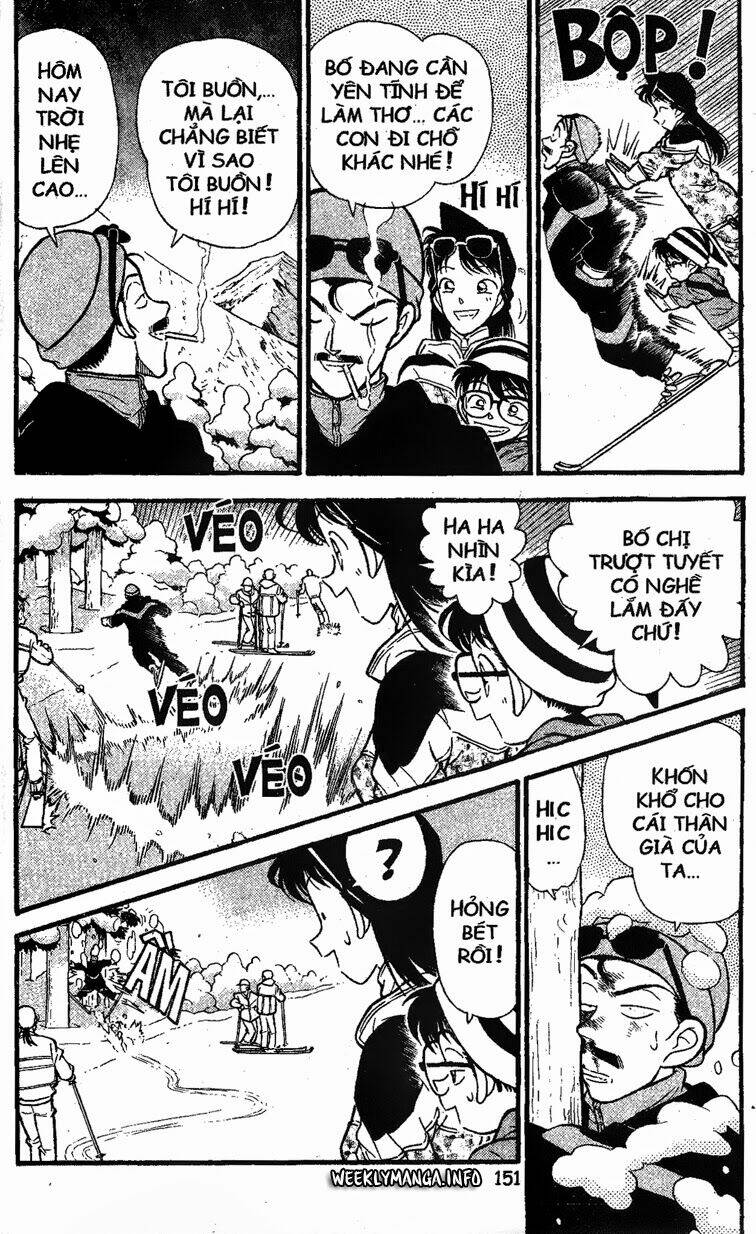 HÔM
NAY
TRỜI
NHẸ
LÊN
CAO...
TÔI BUỒN,...
MÀ LẠI
CHẲNG BIẾT
VÌ SAO
TÔI BUỒN!
HÍ HÍ!
BỐ ĐANG CẦN
YÊN TĨNH ĐỂ
LÀM THƠ... CÁC
CON ĐI CHỖ
KHÁC NHÉ!
HÍ HÍ
BỘP!
VÉO
VÉO
VÉO
HA HA
NHÌN
KÌA!
BỐ CHỊ
TRƯỢT TUYẾT
CÓ NGHỀ
LẮM ĐẤY
CHỨ!
ẦM
?
HỎNG
BÉT
RỒI!
HIC
HIC
...
KHỐN
KHỔ CHO
CÁI THÂN
GIÀ CỦA
TA...
WEEKLYMANGA.INFO 151